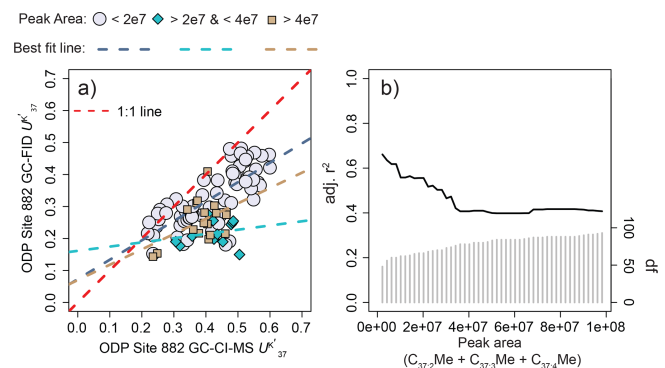 Peak Area: < 2e7 > 2e7 & < 4e7 > 4e7
Best fit line:
a)
1:1 line
ODP Site 882 GC-FID U^K′_37
0.0 0.1 0.2 0.3 0.4 0.5 0.6 0.7
0.0 0.1 0.2 0.3 0.4 0.5 0.6 0.7
ODP Site 882 GC-CI-MS U^K′_37
b)
adj. r²
0.0 0.2 0.4 0.6 0.8 1.0
df
0 50 100
0e+00 2e+07 4e+07 6e+07 8e+07 1e+08
Peak area
(C37:2Me + C37:3Me + C37:4Me)